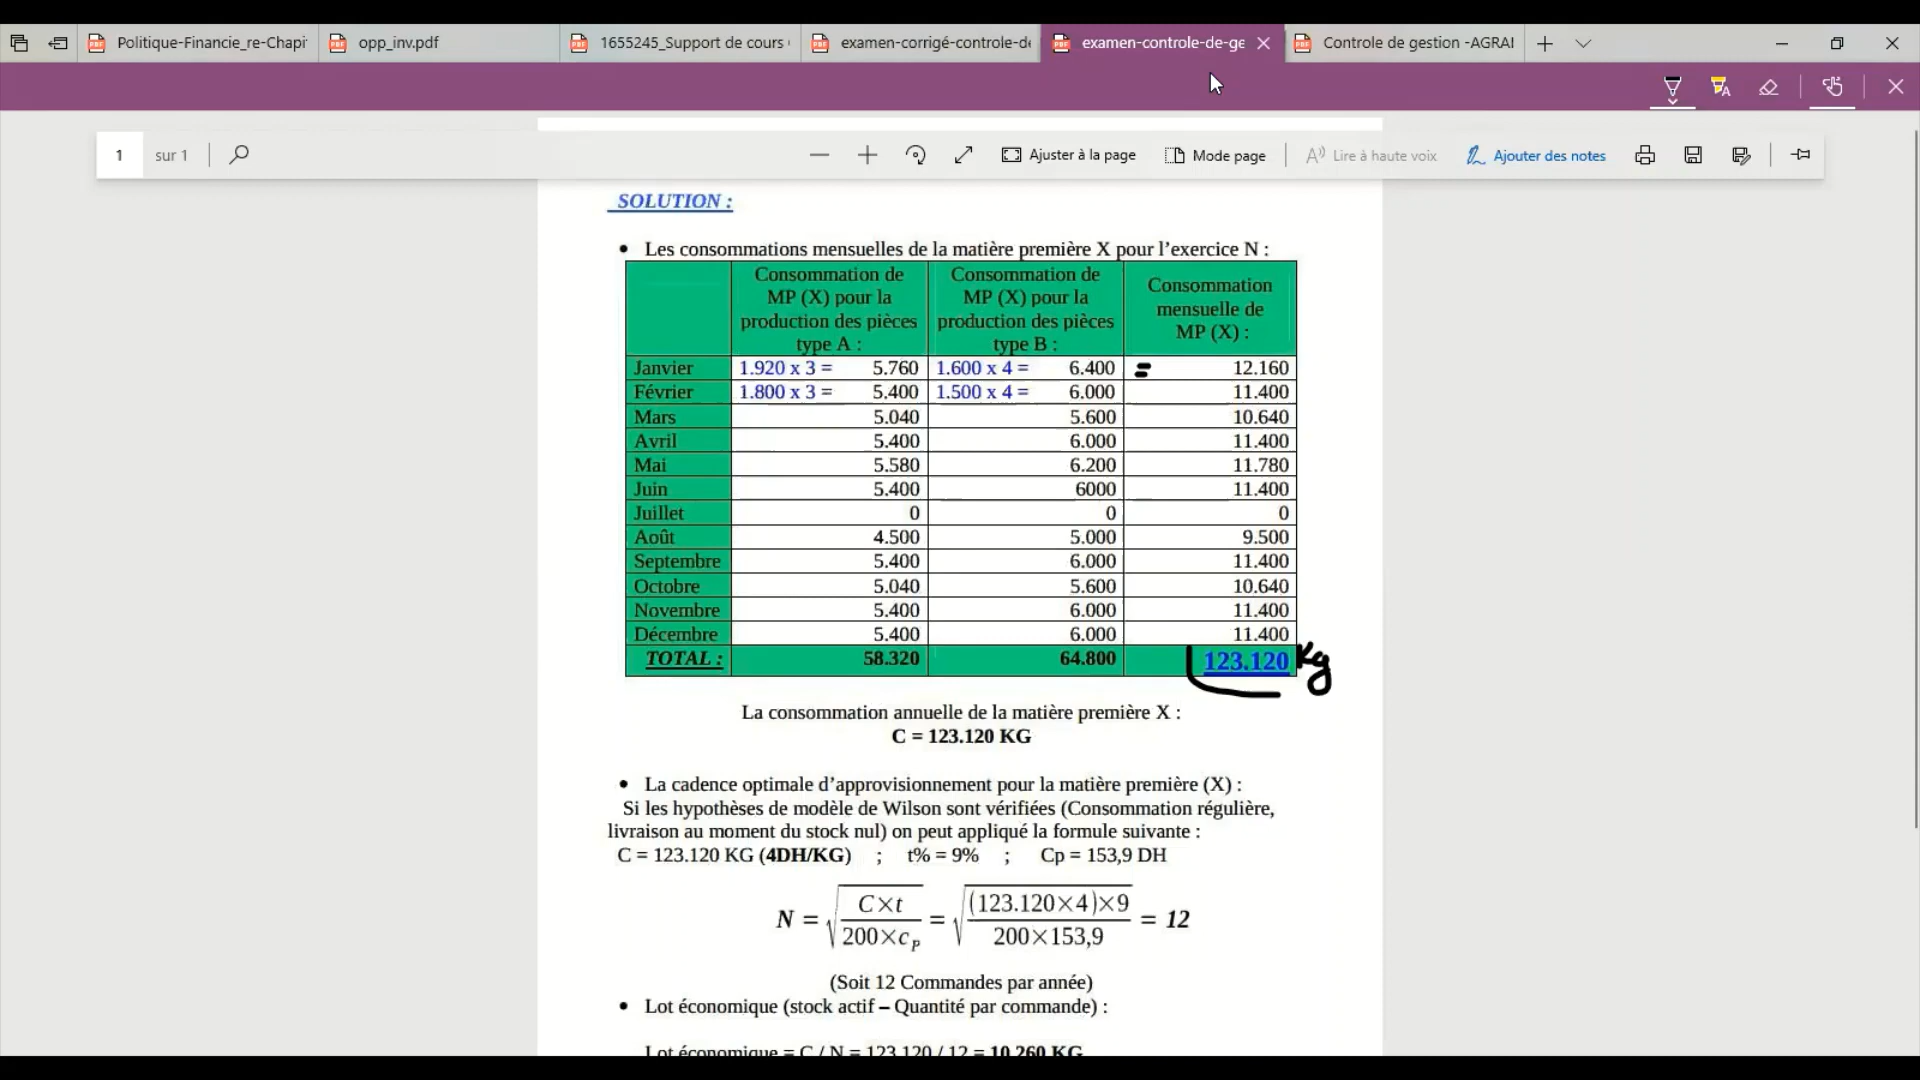 Politique-Financie_re-Chapi
opp_inv.pdf
1655245_Support de cours
examen-corrigé-controle-de
examen-controle-de-ge
Controle de gestion -AGRAI
1 sur 1
Ajuster à la page
Mode page
Lire à haute voix
Ajouter des notes
SOLUTION :
• Les consommations mensuelles de la matière première X pour l’exercice N :
Consommation de MP (X) pour la production des pièces type A :
Consommation de MP (X) pour la production des pièces type B :
Consommation mensuelle de MP (X) :
Janvier 1.920 x 3 = 5.760 1.600 x 4 = 6.400 = 12.160
Février 1.800 x 3 = 5.400 1.500 x 4 = 6.000 11.400
Mars 5.040 5.600 10.640
Avril 5.400 6.000 11.400
Mai 5.580 6.200 11.780
Juin 5.400 6000 11.400
Juillet 0 0 0
Août 4.500 5.000 9.500
Septembre 5.400 6.000 11.400
Octobre 5.040 5.600 10.640
Novembre 5.400 6.000 11.400
Décembre 5.400 6.000 11.400
TOTAL : 58.320 64.800 123.120 Kg
La consommation annuelle de la matière première X :
C = 123.120 KG
• La cadence optimale d’approvisionnement pour la matière première (X) :
Si les hypothèses de modèle de Wilson sont vérifiées (Consommation régulière,
livraison au moment du stock nul) on peut appliqué la formule suivante :
C = 123.120 KG (4DH/KG) ; t% = 9% ; Cp = 153,9 DH
N = √(C×t / 200×c_P) = √((123.120×4)×9 / 200×153,9) = 12
(Soit 12 Commandes par année)
• Lot économique (stock actif – Quantité par commande) :
Lot économique = C / N = 123.120 / 12 = 10.260 KG